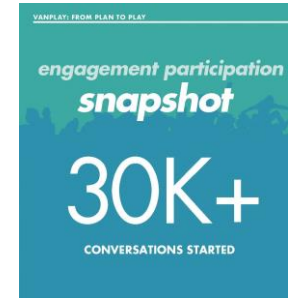 VANPLAY: FROM PLAN TO PLAY
engagement participation
snapshot
30K+
CONVERSATIONS STARTED